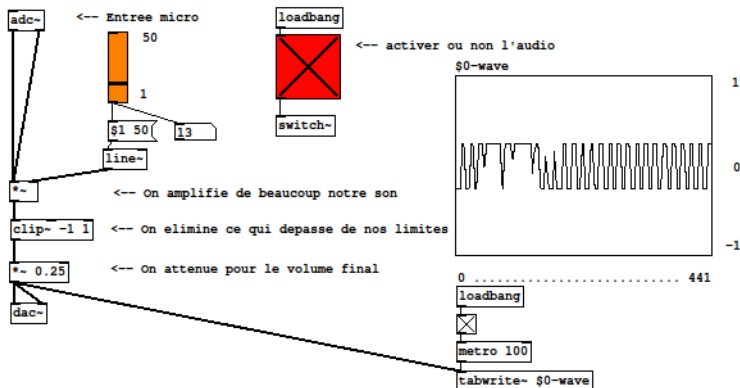 adc~
<-- Entree micro
50
1
$1 50
13
line~
*~
<-- On amplifie de beaucoup notre son
clip~ -1 1
<-- On elimine ce qui depasse de nos limites
*~ 0.25
<-- On attenue pour le volume final
dac~
loadbang
<-- activer ou non l'audio
switch~
$0-wave
1
0
-1
0 ........................... 441
loadbang
metro 100
tabwrite~ $0-wave